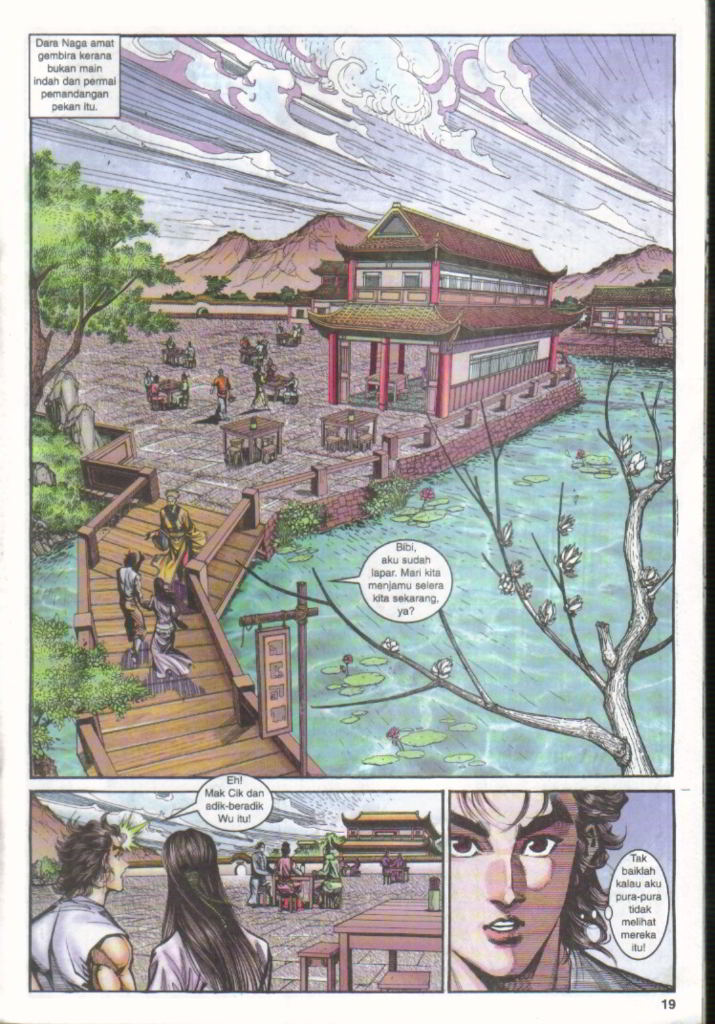 Dara Naga amat
gembira kerana
bukan main
indah dan permai
pemandangan
pekan itu.
Bibi,
aku sudah
lapar. Mari kita
menjamu selera
kita sekarang,
ya?
Eh!
Mak Cik dan
adik-beradik
Wu itu!
Tak
baiklah
kalau aku
pura-pura
tidak
melihat
mereka
itu!
19